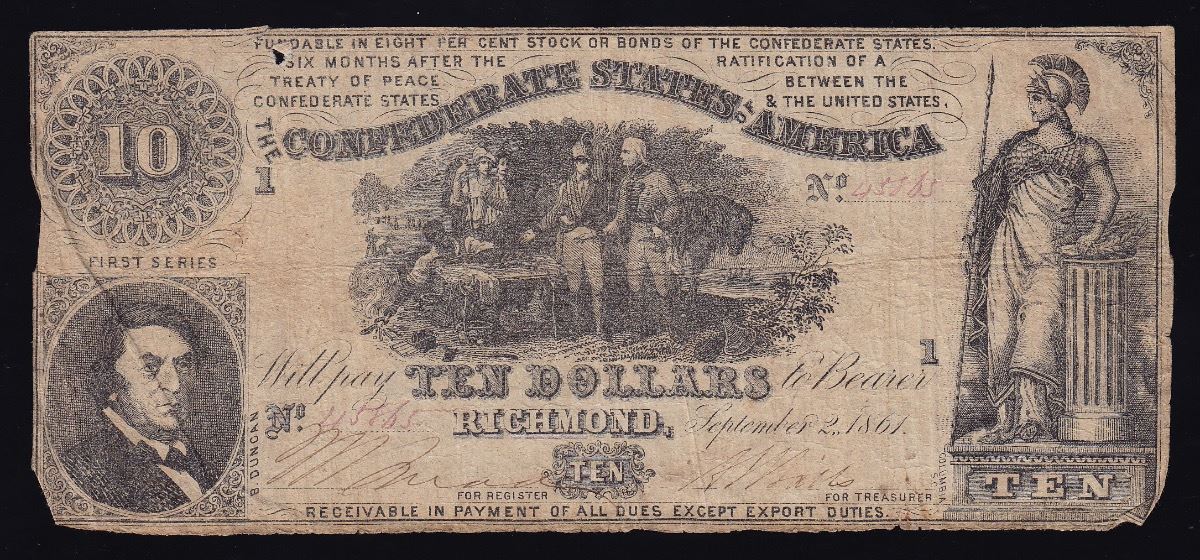 FUNDABLE IN EIGHT PER CENT STOCK OR BONDS OF THE CONFEDERATE STATES.
SIX MONTHS AFTER THE RATIFICATION OF A
TREATY OF PEACE BETWEEN THE
CONFEDERATE STATES & THE UNITED STATES.
THE CONFEDERATE STATES OF AMERICA
10
1
No 45865
FIRST SERIES
1
Will pay TEN DOLLARS to Bearer
No 45865
RICHMOND, September 2, 1861.
B. DUNCAN
TEN
FOR REGISTER
FOR TREASURER
COLUMBIA S.C.
TEN
RECEIVABLE IN PAYMENT OF ALL DUES EXCEPT EXPORT DUTIES.